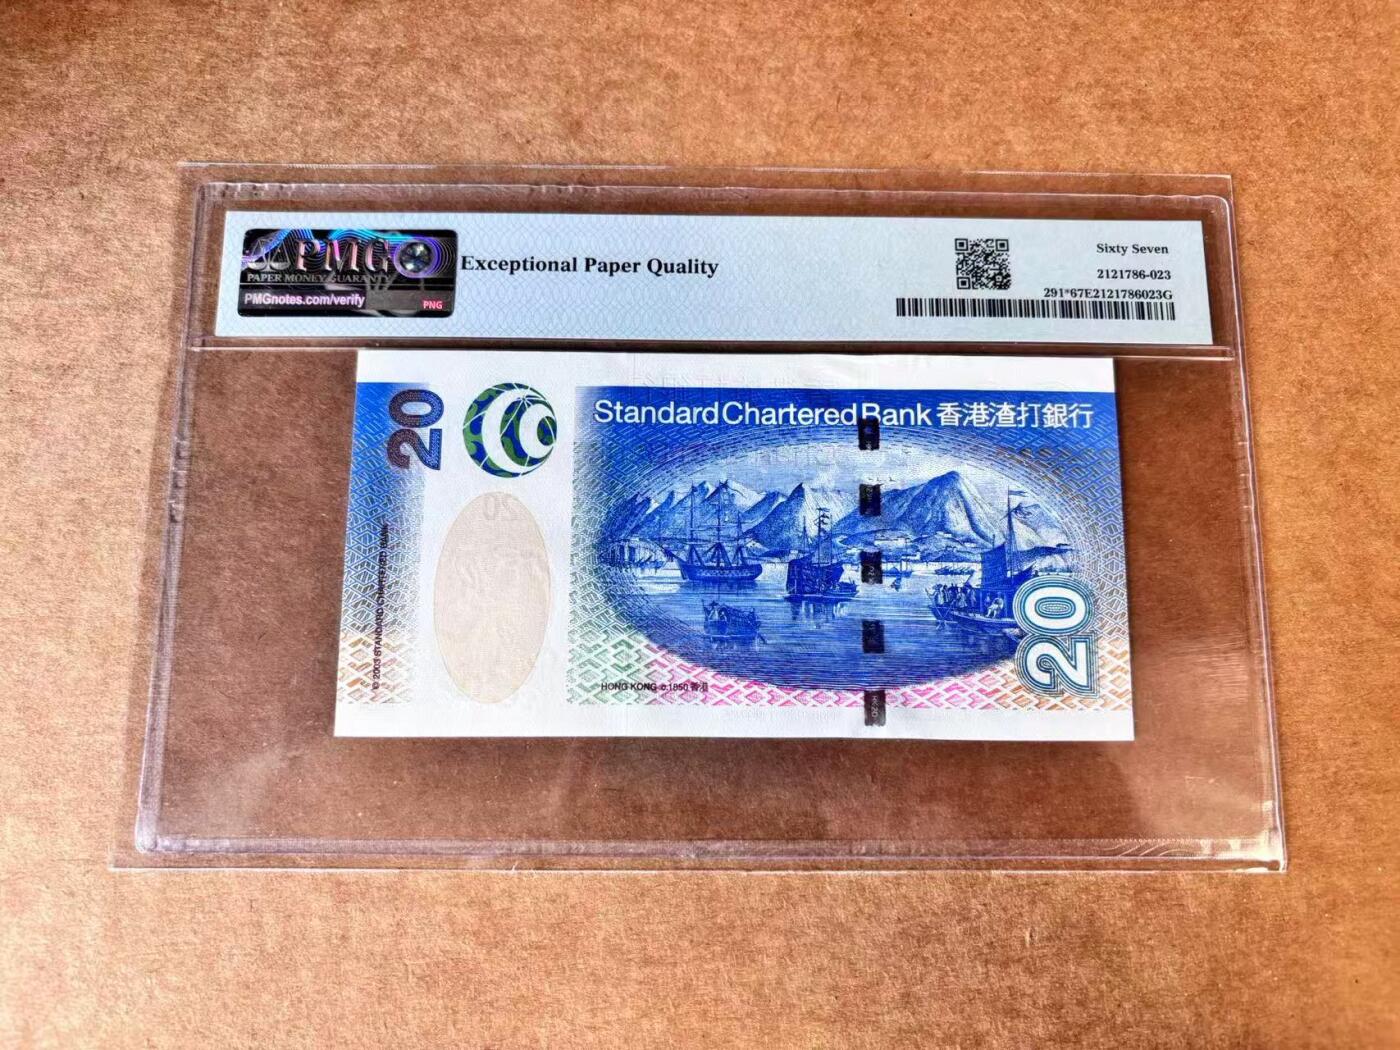 PMG
PAPER MONEY GUARANTY
PMGnotes.com/verify
PNG
Exceptional Paper Quality
Sixty Seven
2121786-023
291*67E2121786023G
20
Standard Chartered Bank 香港渣打銀行
© 2003 STANDARD CHARTERED BANK
HONG KONG c.1850 香港
20